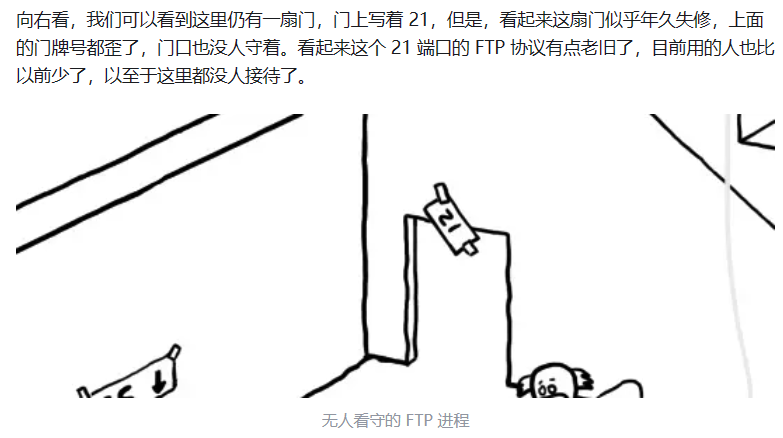 向右看，我们可以看到这里仍有一扇门，门上写着 21，但是，看起来这扇门似乎年久失修，上面
的门牌号都歪了，门口也没人守着。看起来这个 21 端口的 FTP 协议有点老旧了，目前用的人也比
以前少了，以至于这里都没人接待了。
21
无人看守的 FTP 进程